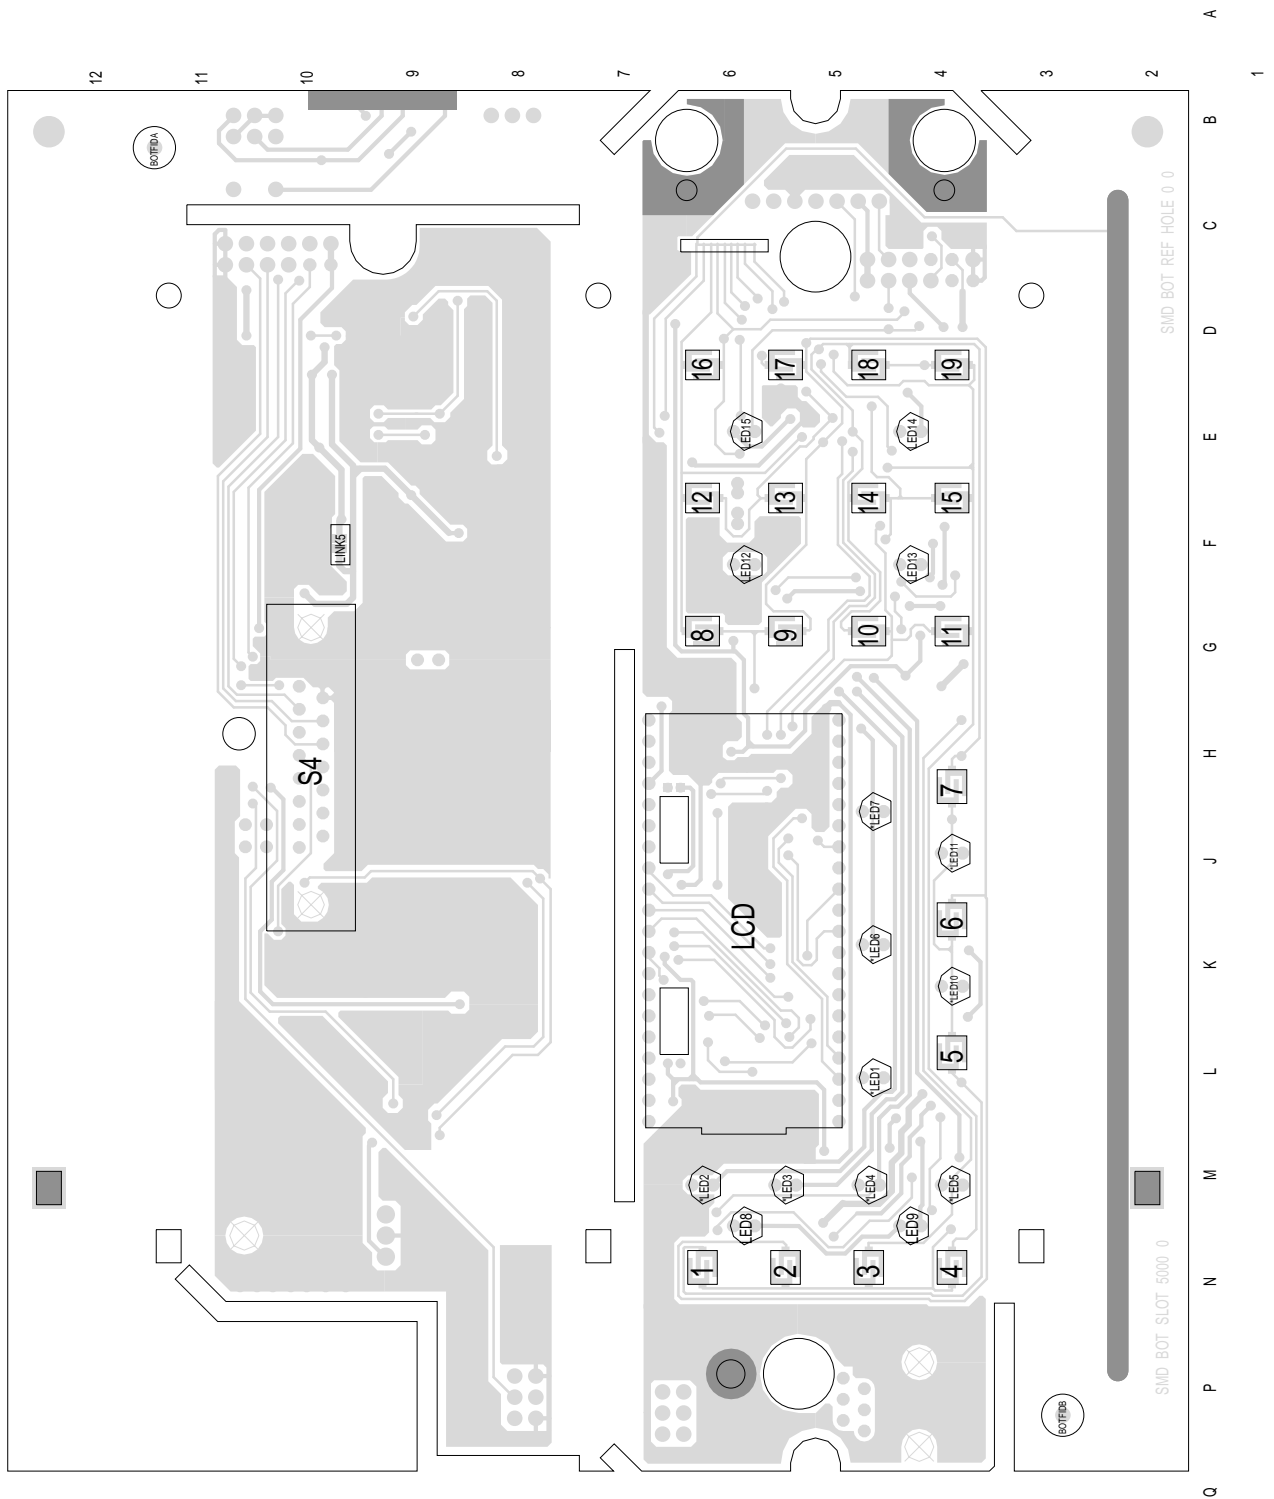 A
12 11 10 9 8 7 6 5 4 3 2 1
B
BOTFIDA
C
SMD BOT REF HOLE 0 0
D
16 17 18 19
LED15 LED14
E
12 13 14 15
LINK5
F
LED12 LED13
8 9 10 11
G
H
S4
7
*LED7
*LED11
J
LCD
6
*LED6
K
*LED10
5
L
*LED1
M
*LED2 *LED3 *LED4 *LED5
LED8 LED9
1 2 3 4
N
SMD BOT SLOT 5000 0
P
BOTFIDB
Q